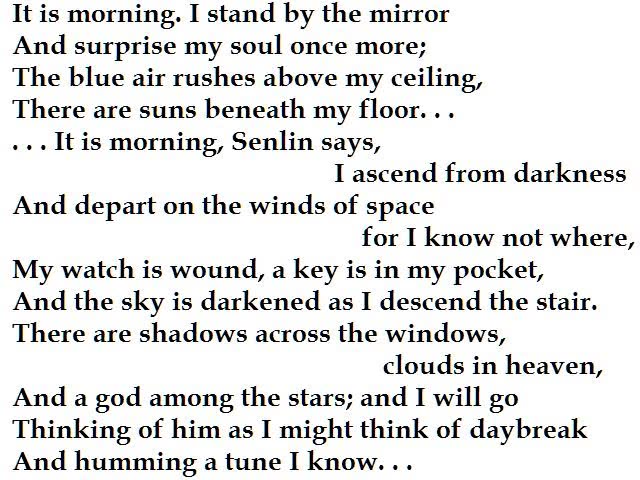 It is morning. I stand by the mirror
And surprise my soul once more;
The blue air rushes above my ceiling,
There are suns beneath my floor. . .
. . . It is morning, Senlin says,
I ascend from darkness
And depart on the winds of space
for I know not where,
My watch is wound, a key is in my pocket,
And the sky is darkened as I descend the stair.
There are shadows across the windows,
clouds in heaven,
And a god among the stars; and I will go
Thinking of him as I might think of daybreak
And humming a tune I know. . .